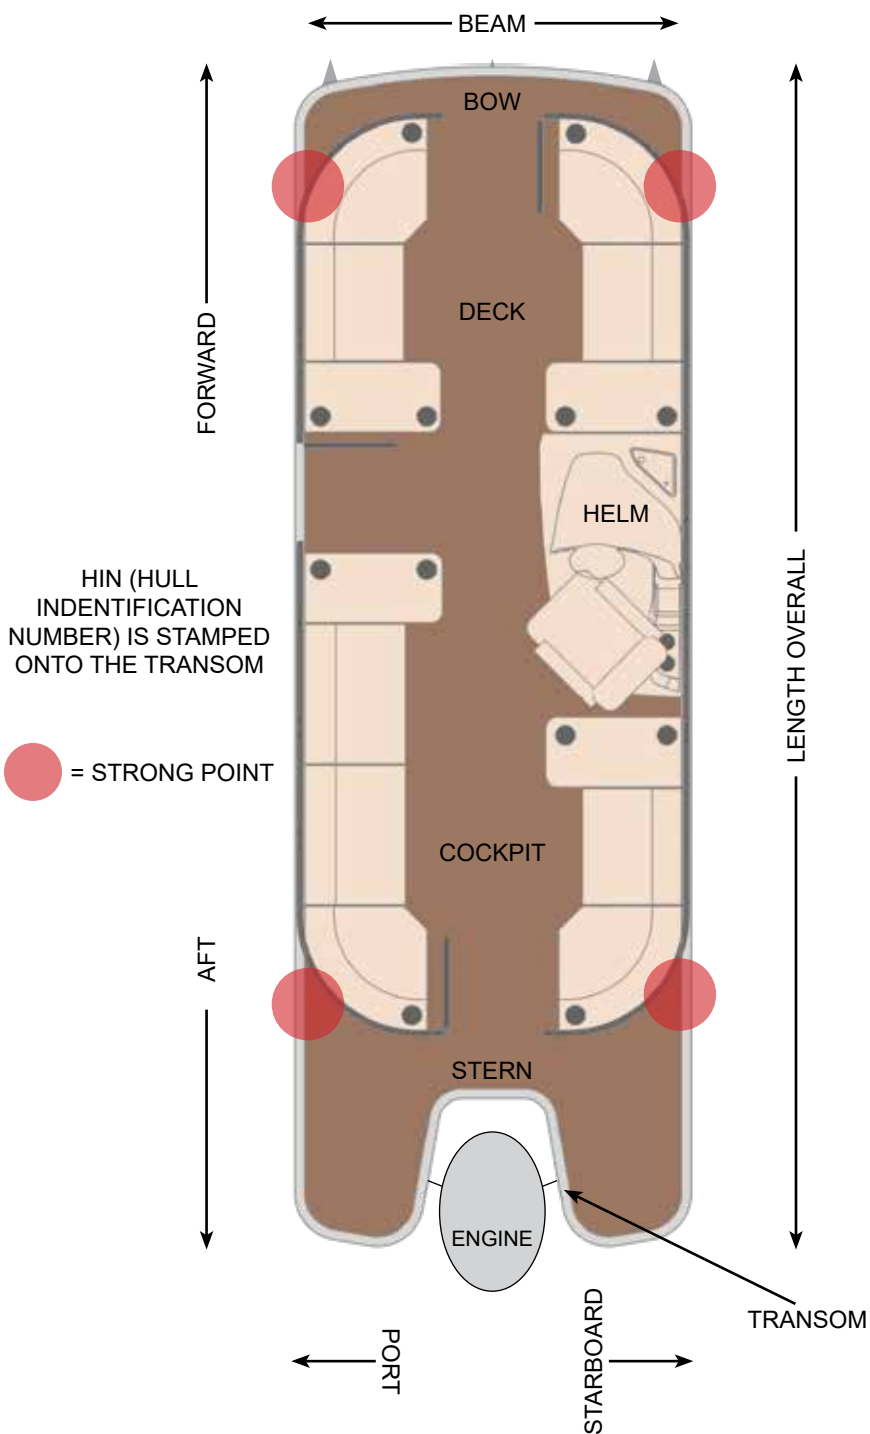 BEAM
BOW
DECK
FORWARD
HELM
HIN (HULL
INDENTIFICATION
NUMBER) IS STAMPED
ONTO THE TRANSOM
LENGTH OVERALL
= STRONG POINT
COCKPIT
AFT
STERN
ENGINE
TRANSOM
PORT
STARBOARD